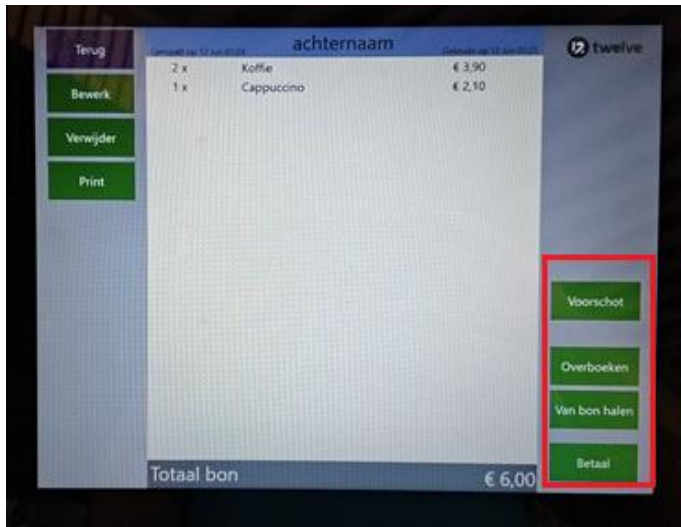 Terug
achternaam
twelve
2 x Koffie € 3,90
Bewerk
1 x Cappuccino € 2,10
Verwijder
Print
Voorschot
Overboeken
Van bon halen
Betaal
Totaal bon € 6,00